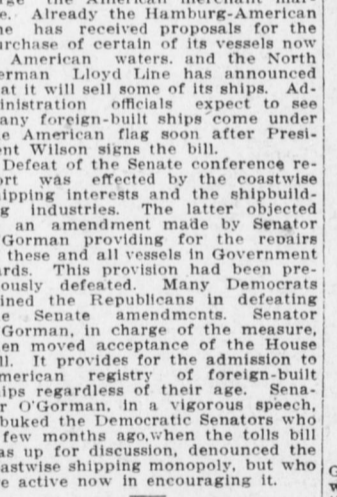 rge the American merchant mar-
e. Already the Hamburg-American
ne has received proposals for the
urchase of certain of its vessels now
American waters, and the North
erman Lloyd Line has announced
at it will sell some of its ships. Ad-
inistration officials expect to see
any foreign-built ships come under
e American flag soon after Presi-
ent Wilson signs the bill.
Defeat of the Senate conference re-
ort was effected by the coastwise
ipping interests and the shipbuild-
g industries. The latter objected
an amendment made by Senator
'Gorman providing for the repairs
these and all vessels in Government
ards. This provision had been pre-
ously defeated. Many Democrats
ined the Republicans in defeating
e Senate amendments. Senator
'Gorman, in charge of the measure,
en moved acceptance of the House
ll. It provides for the admission to
merican registry of foreign-built
ips regardless of their age. Sena-
r O'Gorman, in a vigorous speech,
buked the Democratic Senators who
few months ago, when the tolls bill
as up for discussion, denounced the
astwise shipping monopoly, but who
e active now in encouraging it.
G
w